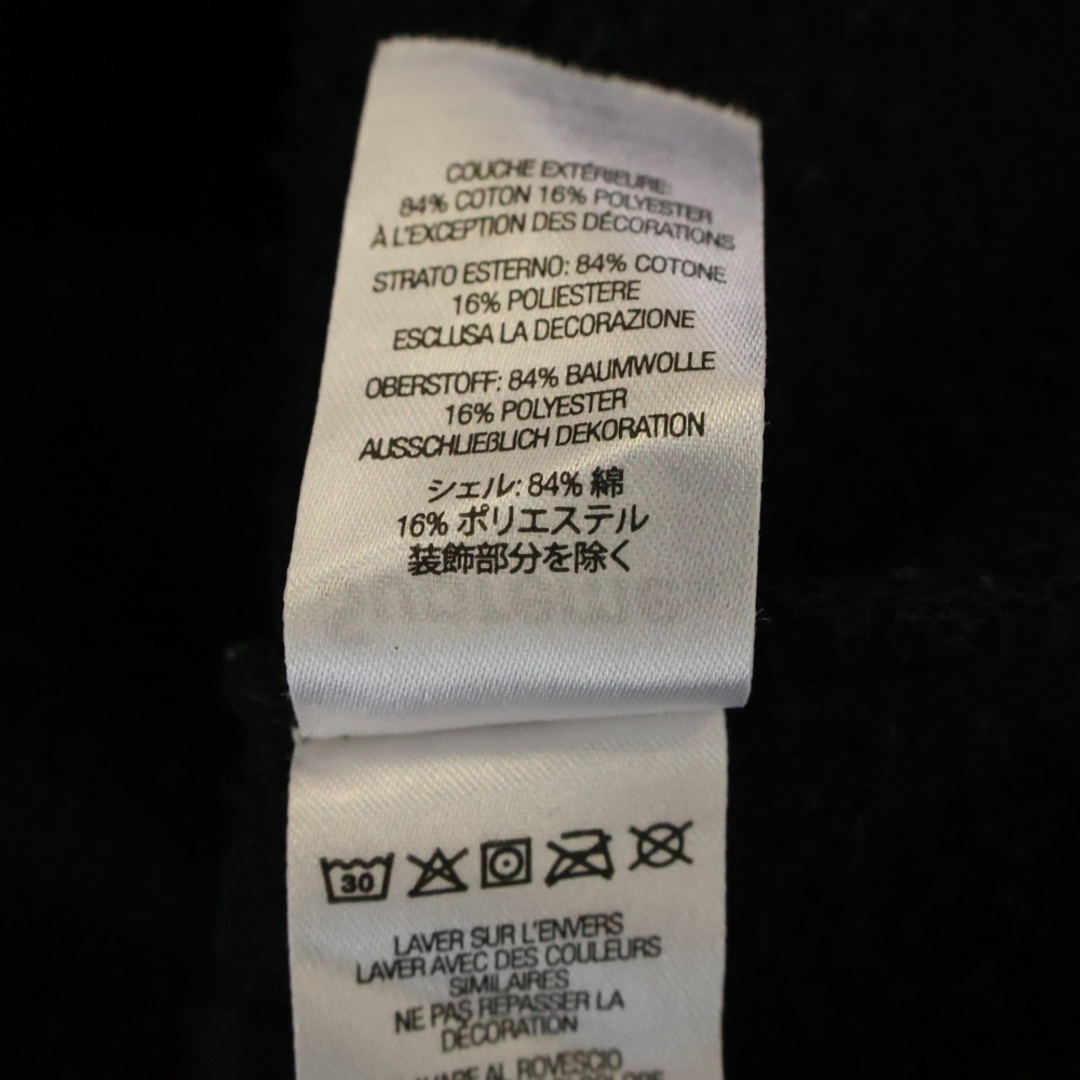 COUCHE EXTÉRIEURE:
84% COTON 16% POLYESTER
À L'EXCEPTION DES DÉCORATIONS
STRATO ESTERNO: 84% COTONE
16% POLIESTERE
ESCLUSA LA DECORAZIONE
OBERSTOFF: 84% BAUMWOLLE
16% POLYESTER
AUSSCHLIEßLICH DEKORATION
シェル: 84% 綿
16% ポリエステル
装飾部分を除く
30
LAVER SUR L'ENVERS
LAVER AVEC DES COULEURS
SIMILAIRES
NE PAS REPASSER LA
DÉCORATION
AL ROVESCIO